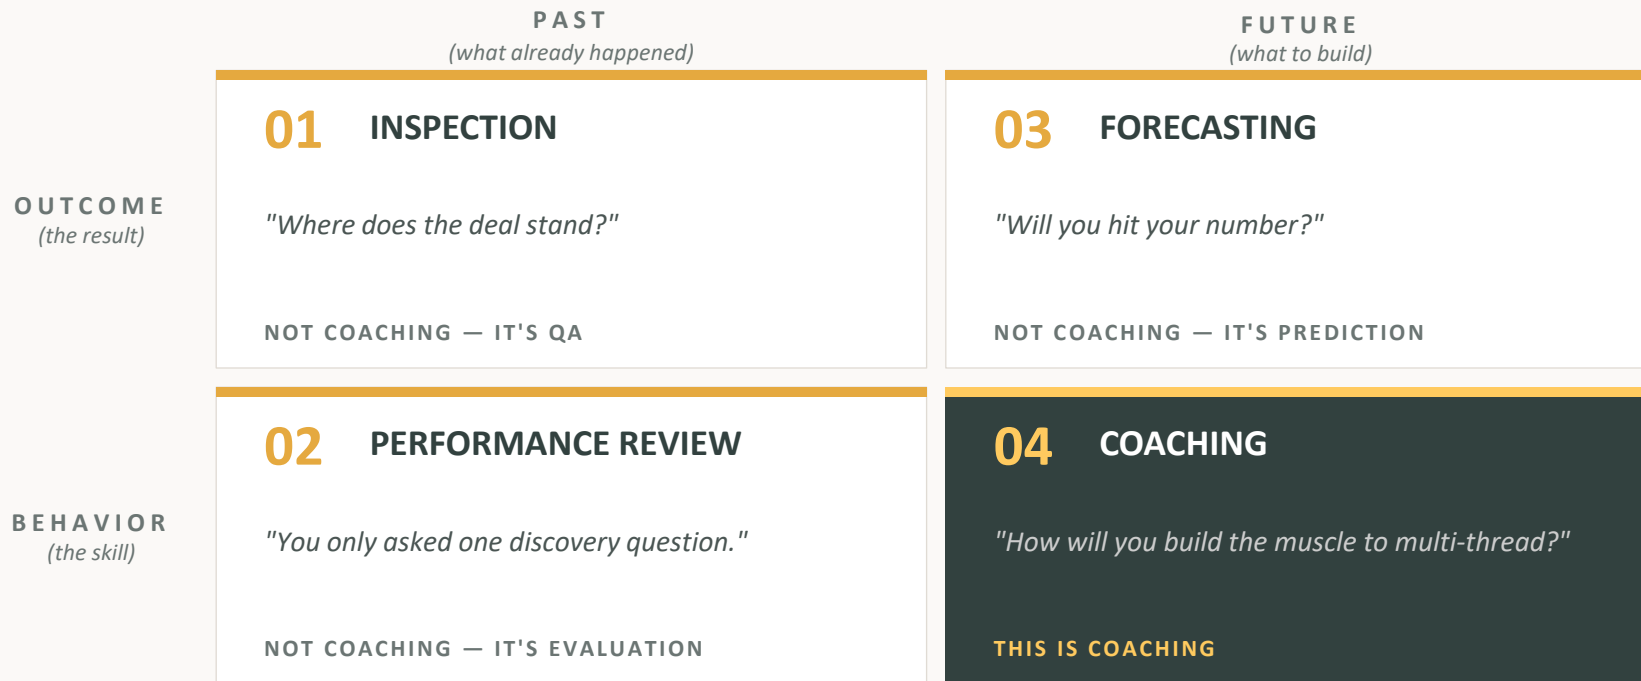 PAST
(what already happened)
FUTURE
(what to build)
OUTCOME
(the result)
01 INSPECTION
"Where does the deal stand?"
NOT COACHING — IT'S QA
03 FORECASTING
"Will you hit your number?"
NOT COACHING — IT'S PREDICTION
BEHAVIOR
(the skill)
02 PERFORMANCE REVIEW
"You only asked one discovery question."
NOT COACHING — IT'S EVALUATION
04 COACHING
"How will you build the muscle to multi-thread?"
THIS IS COACHING